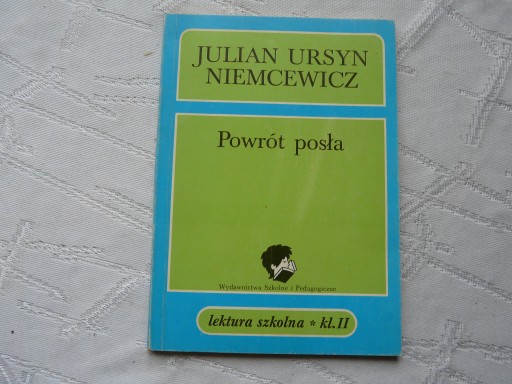 JULIAN URSYN
NIEMCEWICZ
Powrót posła
Wydawnictwa Szkolne i Pedagogiczne
lektura szkolna * kl.II